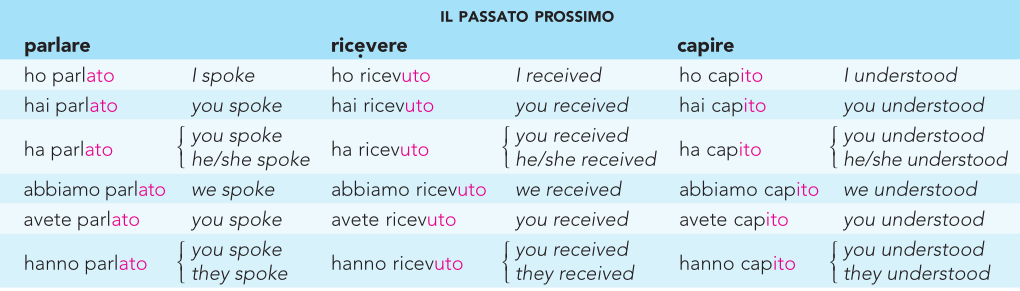 IL PASSATO PROSSIMO
parlare ricẹvere capire
ho parlato I spoke ho ricevuto I received ho capito I understood
hai parlato you spoke hai ricevuto you received hai capito you understood
ha parlato { you spoke ha ricevuto { you received ha capito { you understood
he/she spoke he/she received he/she understood
abbiamo parlato we spoke abbiamo ricevuto we received abbiamo capito we understood
avete parlato you spoke avete ricevuto you received avete capito you understood
hanno parlato { you spoke hanno ricevuto { you received hanno capito { you understood
they spoke they received they understood